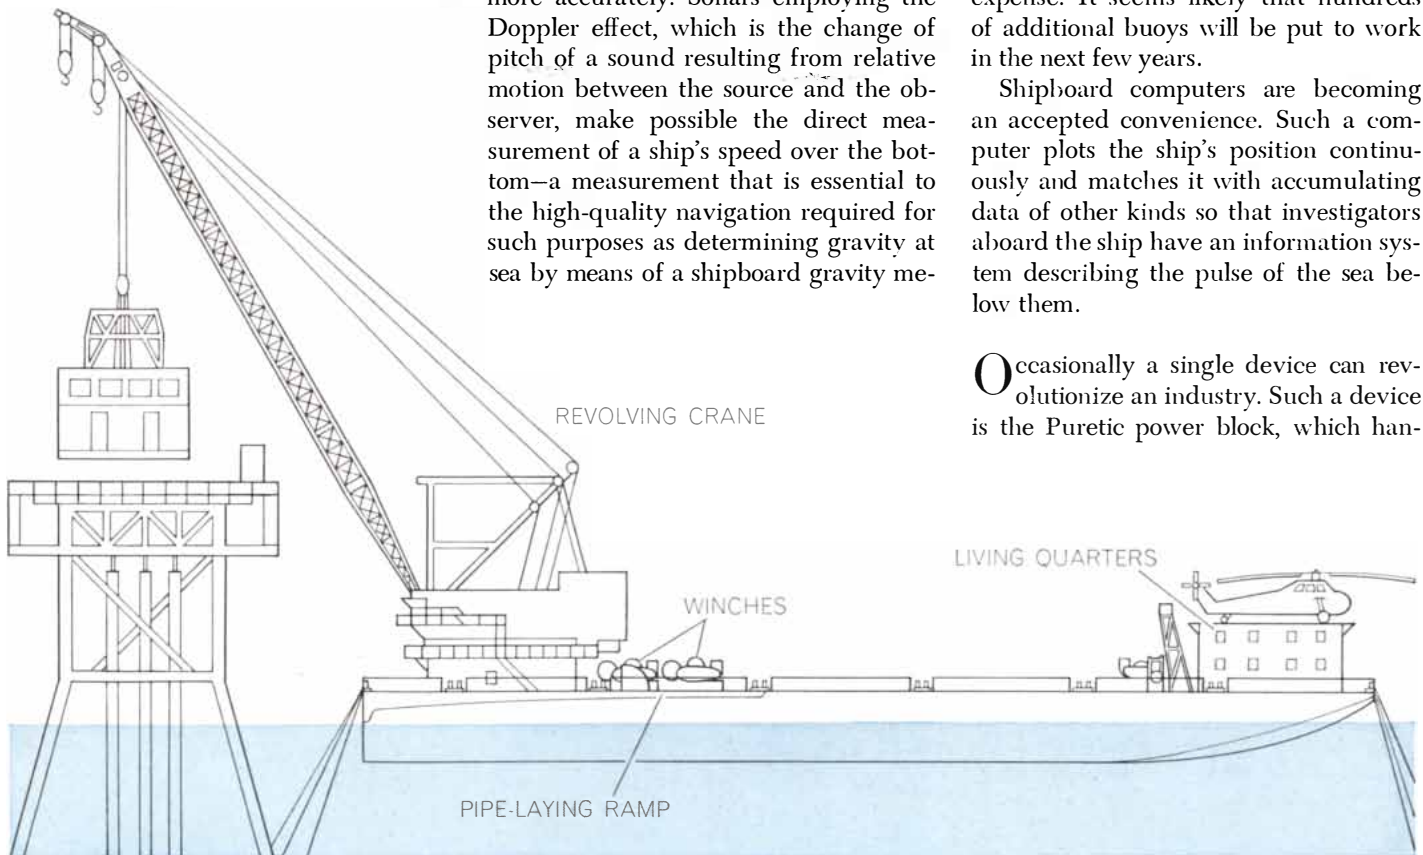 more accurately. Sonars employing the
Doppler effect, which is the change of
pitch of a sound resulting from relative
motion between the source and the ob-
server, make possible the direct mea-
surement of a ship's speed over the bot-
tom—a measurement that is essential to
the high-quality navigation required for
such purposes as determining gravity at
sea by means of a shipboard gravity me-
expense. It seems likely that hundreds
of additional buoys will be put to work
in the next few years.
Shipboard computers are becoming
an accepted convenience. Such a com-
puter plots the ship's position continu-
ously and matches it with accumulating
data of other kinds so that investigators
aboard the ship have an information sys-
tem describing the pulse of the sea be-
low them.
Occasionally a single device can rev-
olutionize an industry. Such a device
is the Puretic power block, which han-
REVOLVING CRANE
LIVING QUARTERS
WINCHES
PIPE-LAYING RAMP